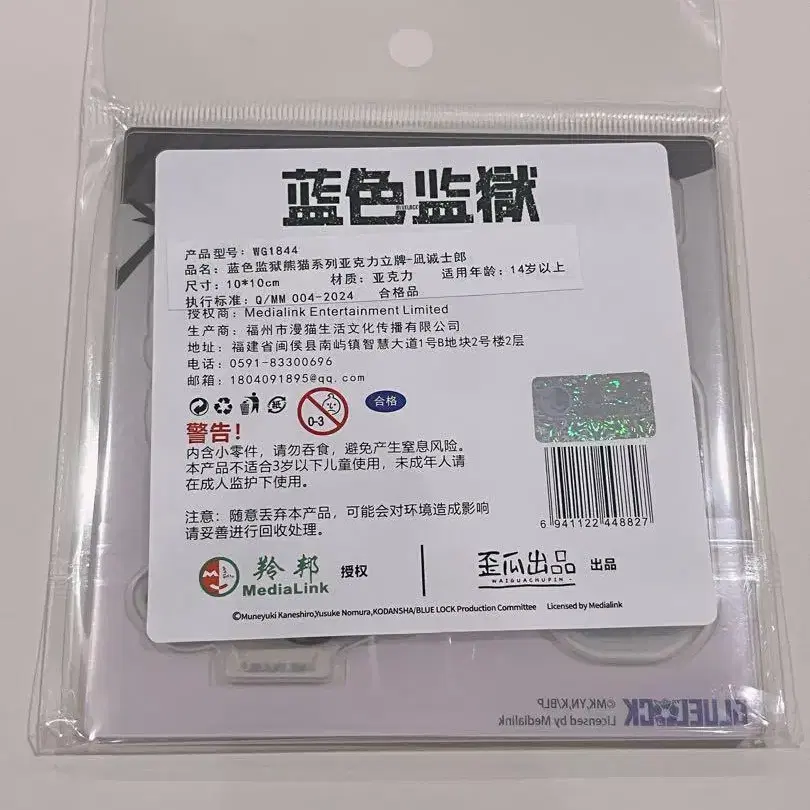 蓝色监獄
BLUELOCK
产品型号：WG1844
品名：蓝色监狱熊猫系列亚克力立牌-凪诚士郎
尺寸：10*10cm 材质：亚克力 适用年龄：14岁以上
执行标准：Q/MM 004-2024 合格品
授权商：Medialink Entertainment Limited
生产商：福州市漫猫生活文化传播有限公司
地址：福建省闽侯县南屿镇智慧大道1号B地块2号楼2层
电话：0591-83300696
邮箱：1804091895@qq.com
0-3
合格
警告！
内含小零件，请勿吞食，避免产生窒息风险。
本产品不适合3岁以下儿童使用，未成年人请
在成人监护下使用。
注意：随意丢弃本产品，可能会对环境造成影响
请妥善进行回收处理。
6 941122 448827
羚邦 授权
MediaLink
歪瓜出品 出品
WAIGUACHUPIN
©Muneyuki Kaneshiro,Yusuke Nomura,KODANSHA/BLUE LOCK Production Committee Licensed by Medialink
BLUELOCK
©MK,YN,K/BLP
Licensed by Medialink